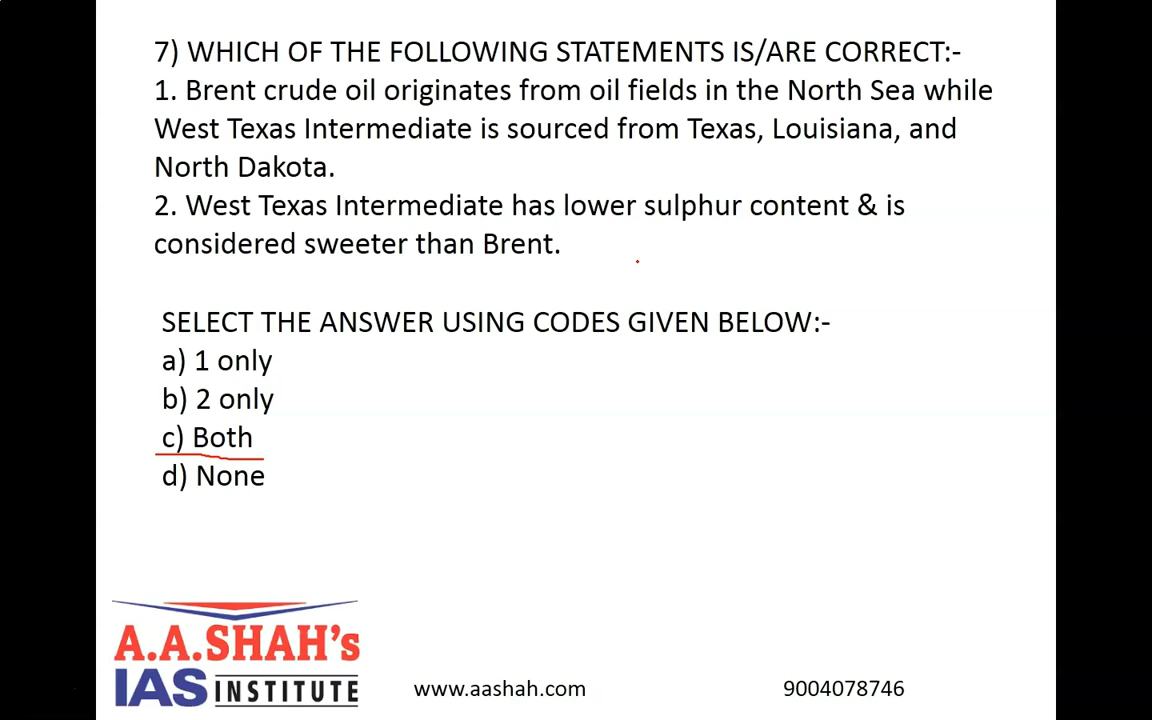 7) WHICH OF THE FOLLOWING STATEMENTS IS/ARE CORRECT:-
1. Brent crude oil originates from oil fields in the North Sea while
West Texas Intermediate is sourced from Texas, Louisiana, and
North Dakota.
2. West Texas Intermediate has lower sulphur content & is
considered sweeter than Brent.
SELECT THE ANSWER USING CODES GIVEN BELOW:-
a) 1 only
b) 2 only
c) Both
d) None
A.A.SHAH's
IAS INSTITUTE
www.aashah.com
9004078746